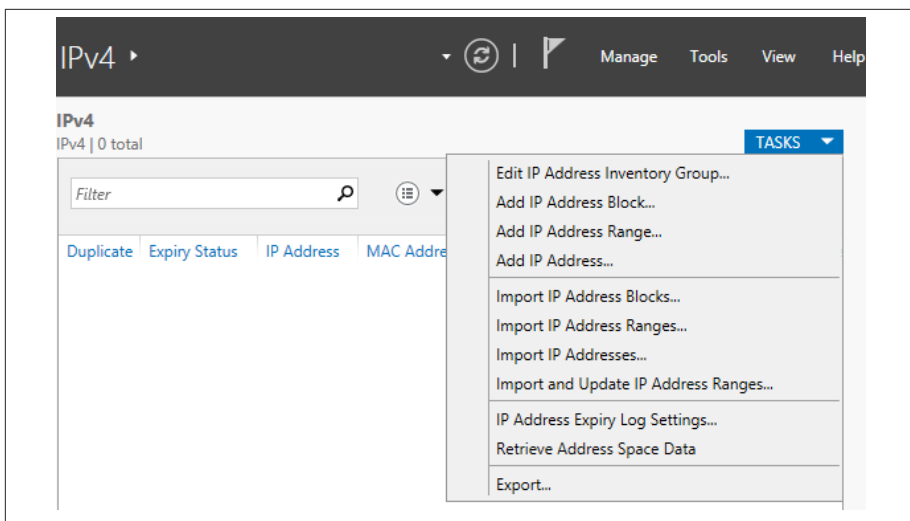 IPv4
Manage Tools View Help
IPv4
IPv4 | 0 total
TASKS
Filter
Duplicate Expiry Status IP Address MAC Addre
Edit IP Address Inventory Group...
Add IP Address Block...
Add IP Address Range...
Add IP Address...
Import IP Address Blocks...
Import IP Address Ranges...
Import IP Addresses...
Import and Update IP Address Ranges...
IP Address Expiry Log Settings...
Retrieve Address Space Data
Export...